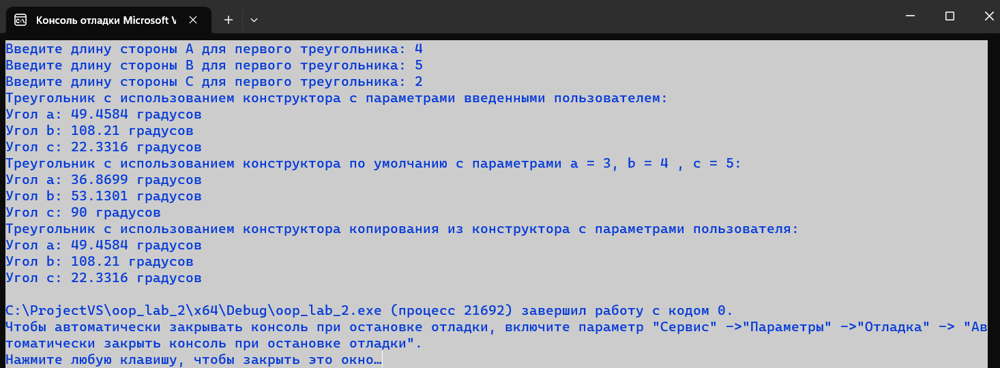 Консоль отладки Microsoft V
Введите длину стороны A для первого треугольника: 4
Введите длину стороны B для первого треугольника: 5
Введите длину стороны C для первого треугольника: 2
Треугольник с использованием конструктора с параметрами введенными пользователем:
Угол a: 49.4584 градусов
Угол b: 108.21 градусов
Угол c: 22.3316 градусов
Треугольник с использованием конструктора по умолчанию с параметрами a = 3, b = 4 , c = 5:
Угол a: 36.8699 градусов
Угол b: 53.1301 градусов
Угол c: 90 градусов
Треугольник с использованием конструктора копирования из конструктора с параметрами пользователя:
Угол a: 49.4584 градусов
Угол b: 108.21 градусов
Угол c: 22.3316 градусов
C:\ProjectVS\oop_lab_2\x64\Debug\oop_lab_2.exe (процесс 21692) завершил работу с кодом 0.
Чтобы автоматически закрывать консоль при остановке отладки, включите параметр "Сервис" ->"Параметры" ->"Отладка" -> "Ав
томатически закрыть консоль при остановке отладки".
Нажмите любую клавишу, чтобы закрыть это окно…